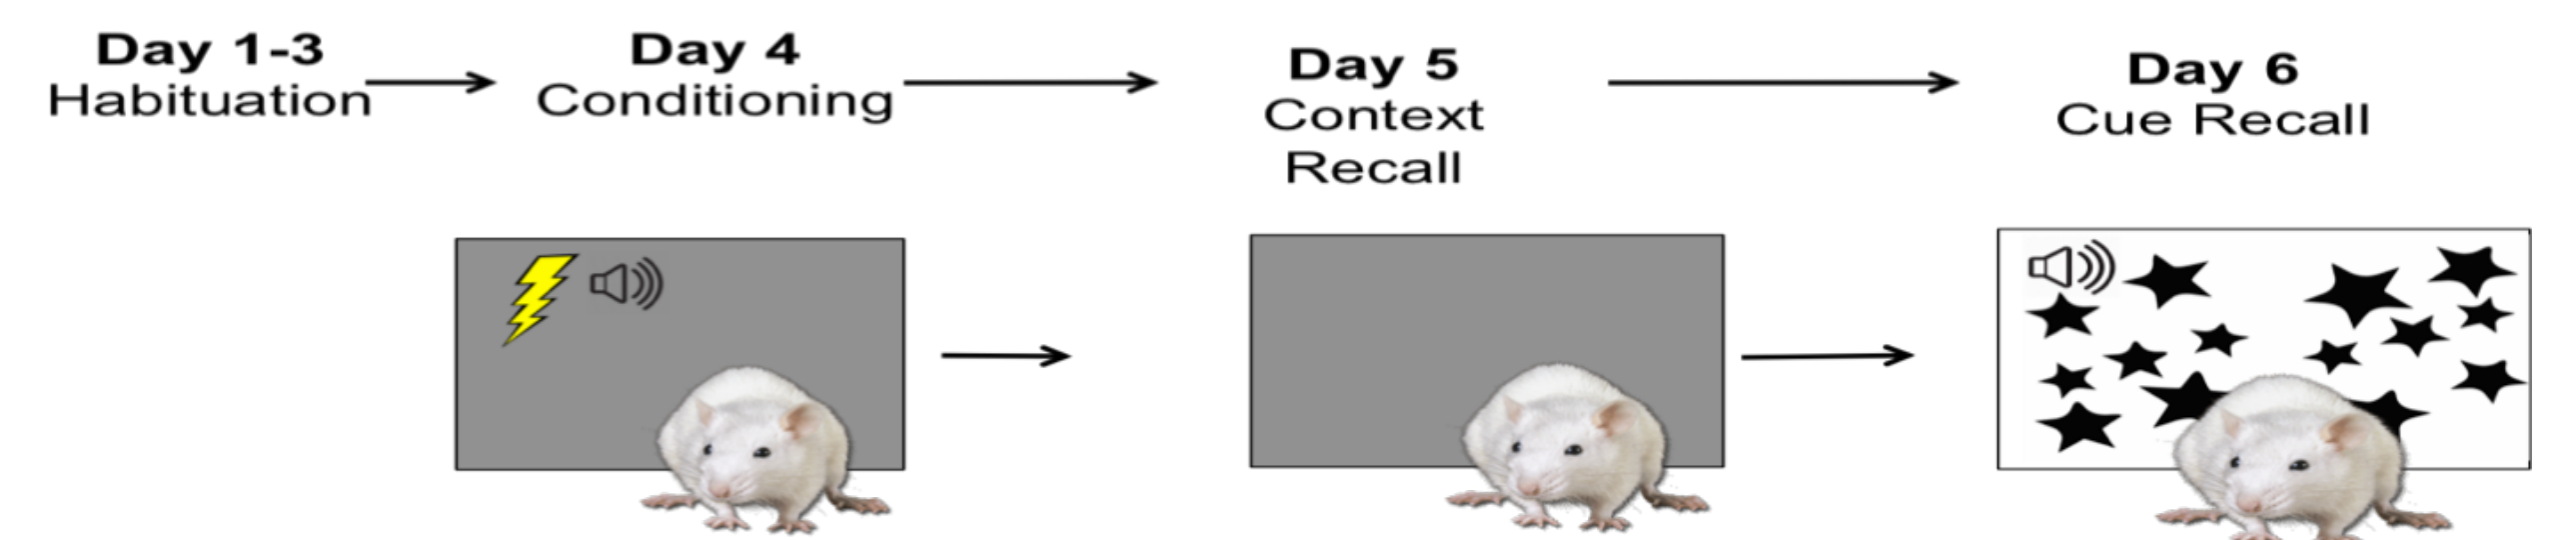 Day 1-3
Habituation
Day 4
Conditioning
Day 5
Context
Recall
Day 6
Cue Recall